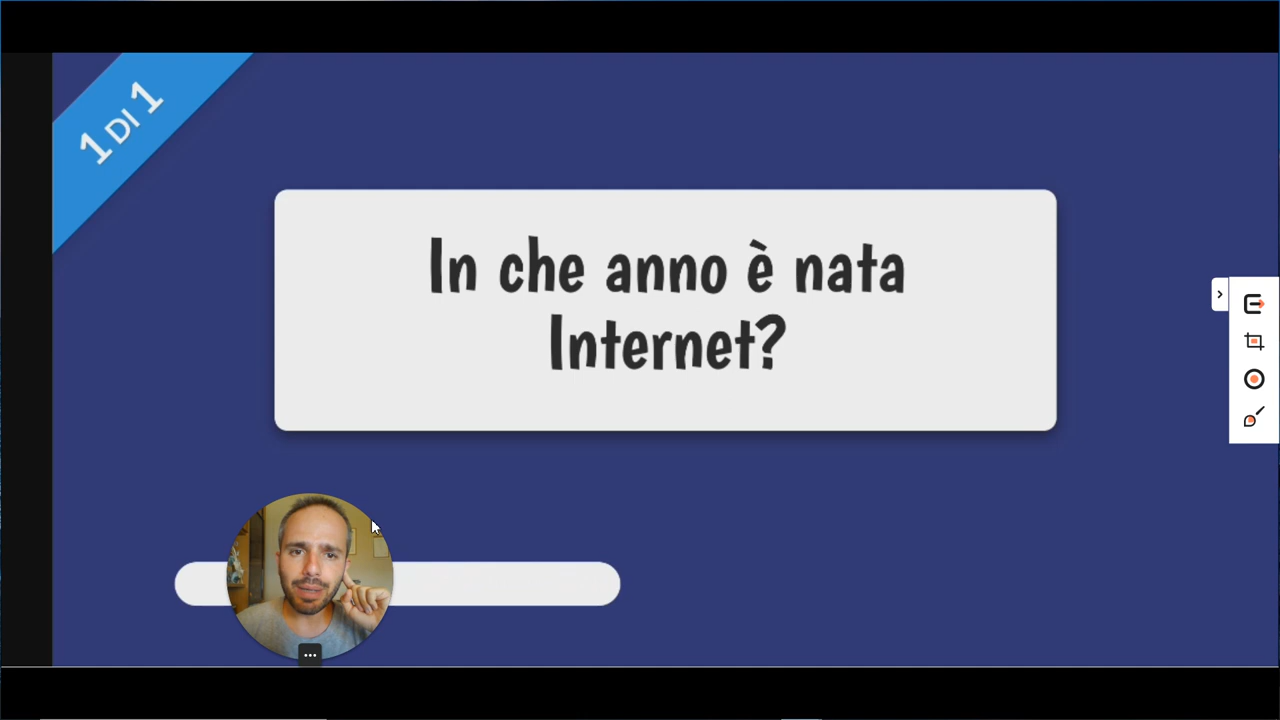 1 DI 1
In che anno è nata
Internet?